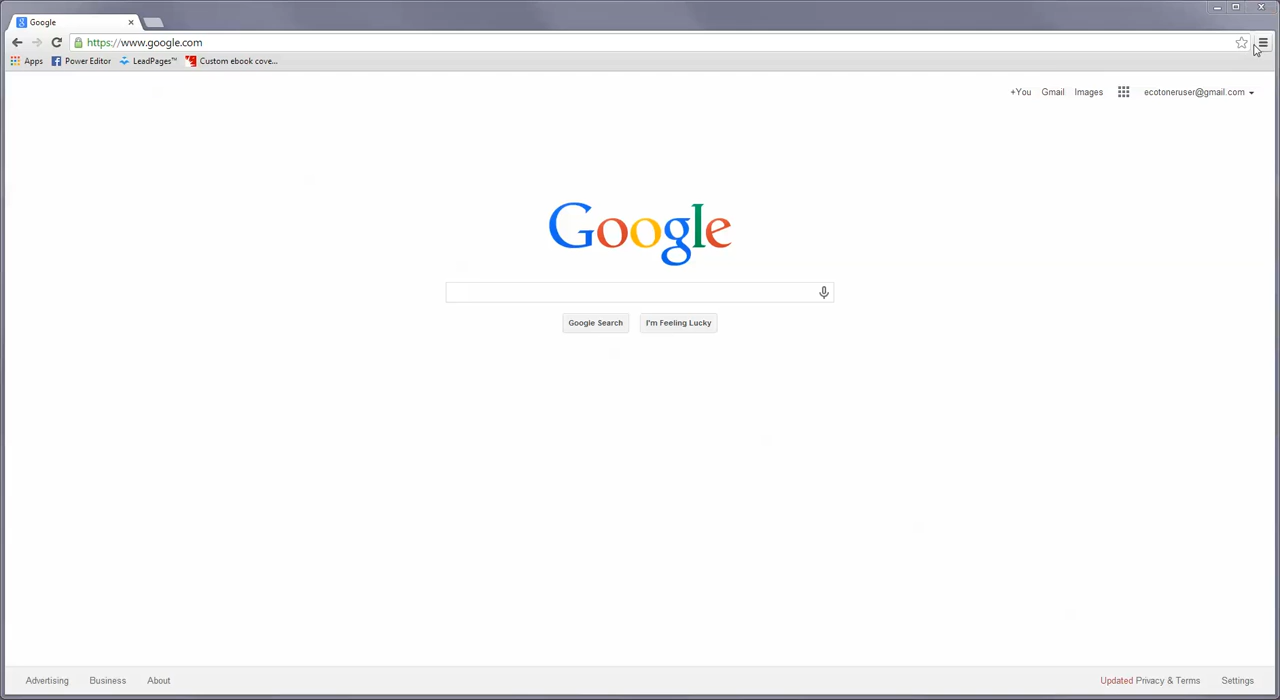 Google
https://www.google.com
Apps Power Editor LeadPages™ Custom ebook cove...
+You Gmail Images ecotoneruser@gmail.com
Google
Google Search I'm Feeling Lucky
Advertising Business About Updated Privacy & Terms Settings